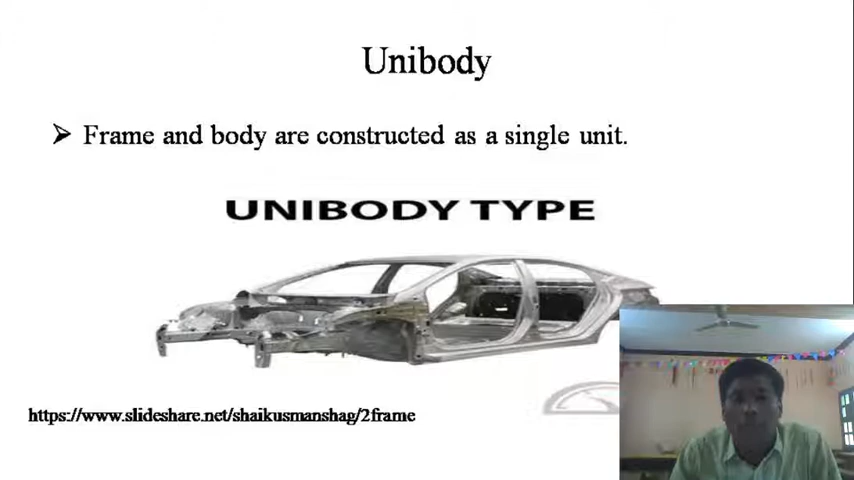 Unibody
➢ Frame and body are constructed as a single unit.
UNIBODY TYPE
https://www.slideshare.net/shaikusmanshag/2frame